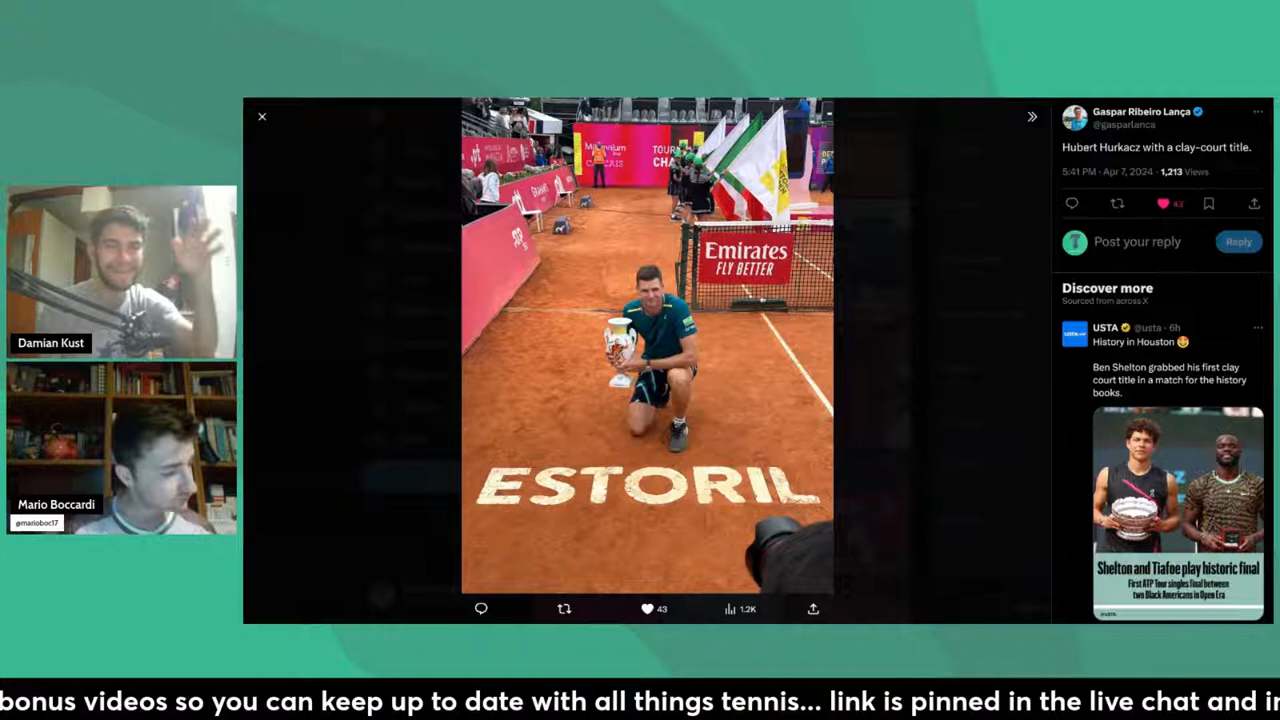 Damian Kust
Mario Boccardi
@marioboc17
Millennium
Emirates
FLY BETTER
ESTORIL
43
1.2K
Gaspar Ribeiro Lança
@gasparlanca
Hubert Hurkacz with a clay-court title.
5:41 PM · Apr 7, 2024 · 1,213 Views
43
Post your reply
Reply
Discover more
Sourced from across X
USTA @usta · 6h
History in Houston 🤩
Ben Shelton grabbed his first clay
court title in a match for the history
books.
Shelton and Tiafoe play historic final
First ATP Tour singles final between
two Black Americans in Open Era
bonus videos so you can keep up to date with all things tennis... link is pinned in the live chat and i